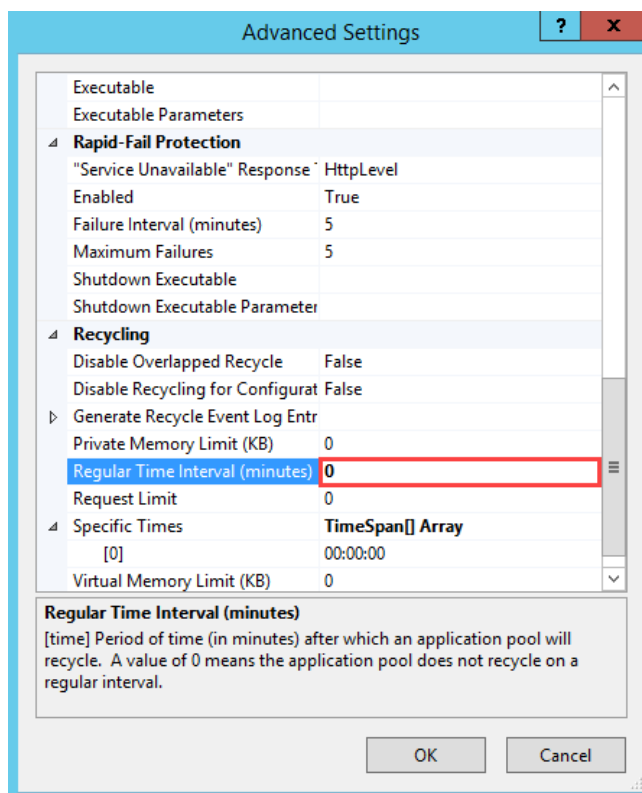 Advanced Settings
?
x
Executable
Executable Parameters
Rapid-Fail Protection
"Service Unavailable" Response HttpLevel
Enabled True
Failure Interval (minutes) 5
Maximum Failures 5
Shutdown Executable
Shutdown Executable Parameter
Recycling
Disable Overlapped Recycle False
Disable Recycling for Configurat False
Generate Recycle Event Log Entr
Private Memory Limit (KB) 0
Regular Time Interval (minutes) 0
Request Limit 0
Specific Times TimeSpan[] Array
[0] 00:00:00
Virtual Memory Limit (KB) 0
Regular Time Interval (minutes)
[time] Period of time (in minutes) after which an application pool will
recycle. A value of 0 means the application pool does not recycle on a
regular interval.
OK Cancel